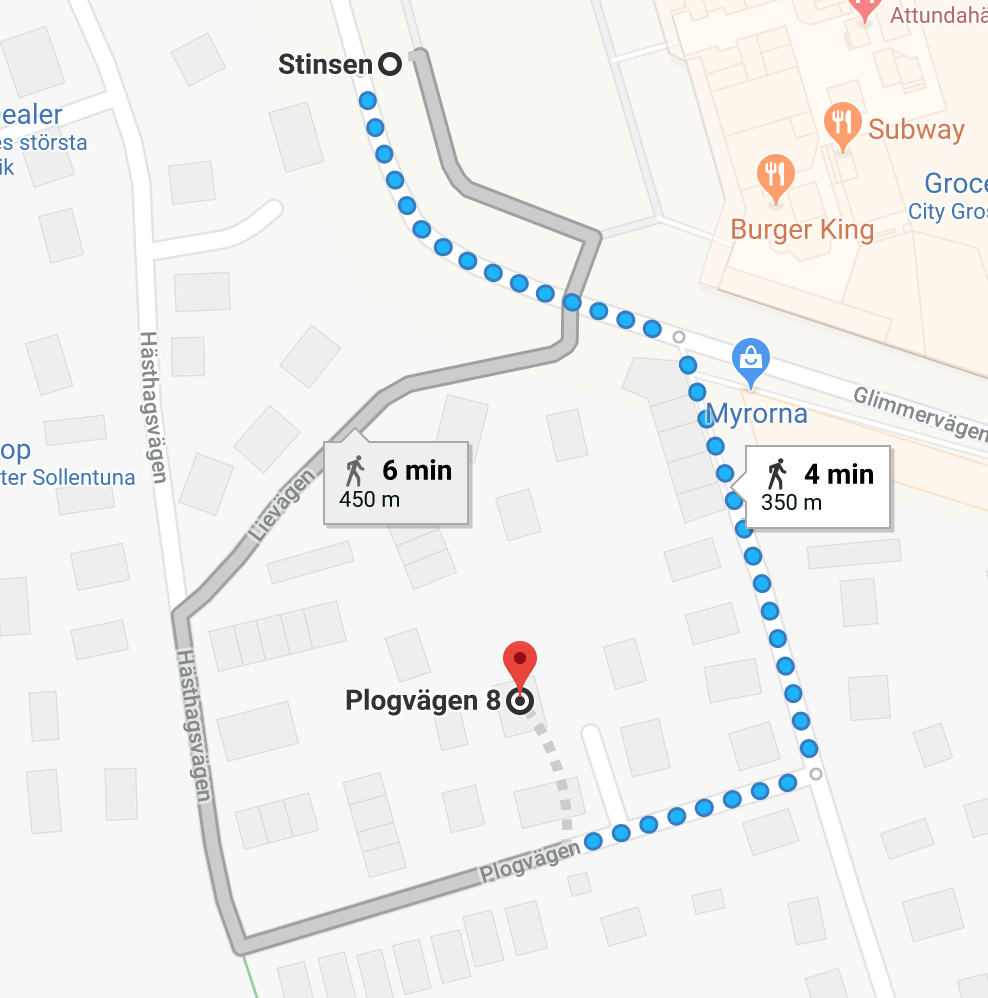 Attundahä
Stinsen
ealer
es största
ik
Subway
Groce
City Gros
Burger King
Hästhagsvägen
Glimmervägen
Myrorna
op
ter Sollentuna
6 min
450 m
4 min
350 m
Lievägen
Hästhagsvägen
Plogvägen 8
Plogvägen